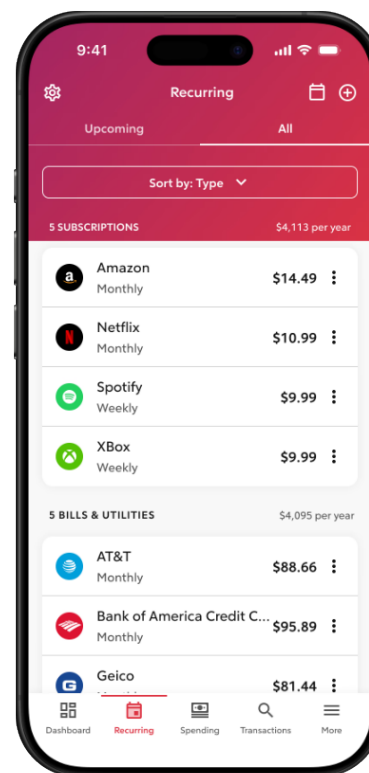 9:41
Recurring
Upcoming All
Sort by: Type
5 SUBSCRIPTIONS $4,113 per year
a
Amazon
Monthly
$14.49
N
Netflix
Monthly
$10.99
Spotify
Weekly
$9.99
XBox
Weekly
$9.99
5 BILLS & UTILITIES $4,095 per year
AT&T
Monthly
$88.66
Bank of America Credit C...
Monthly
$95.89
G
Geico
$81.44
Dashboard Recurring Spending Transactions More